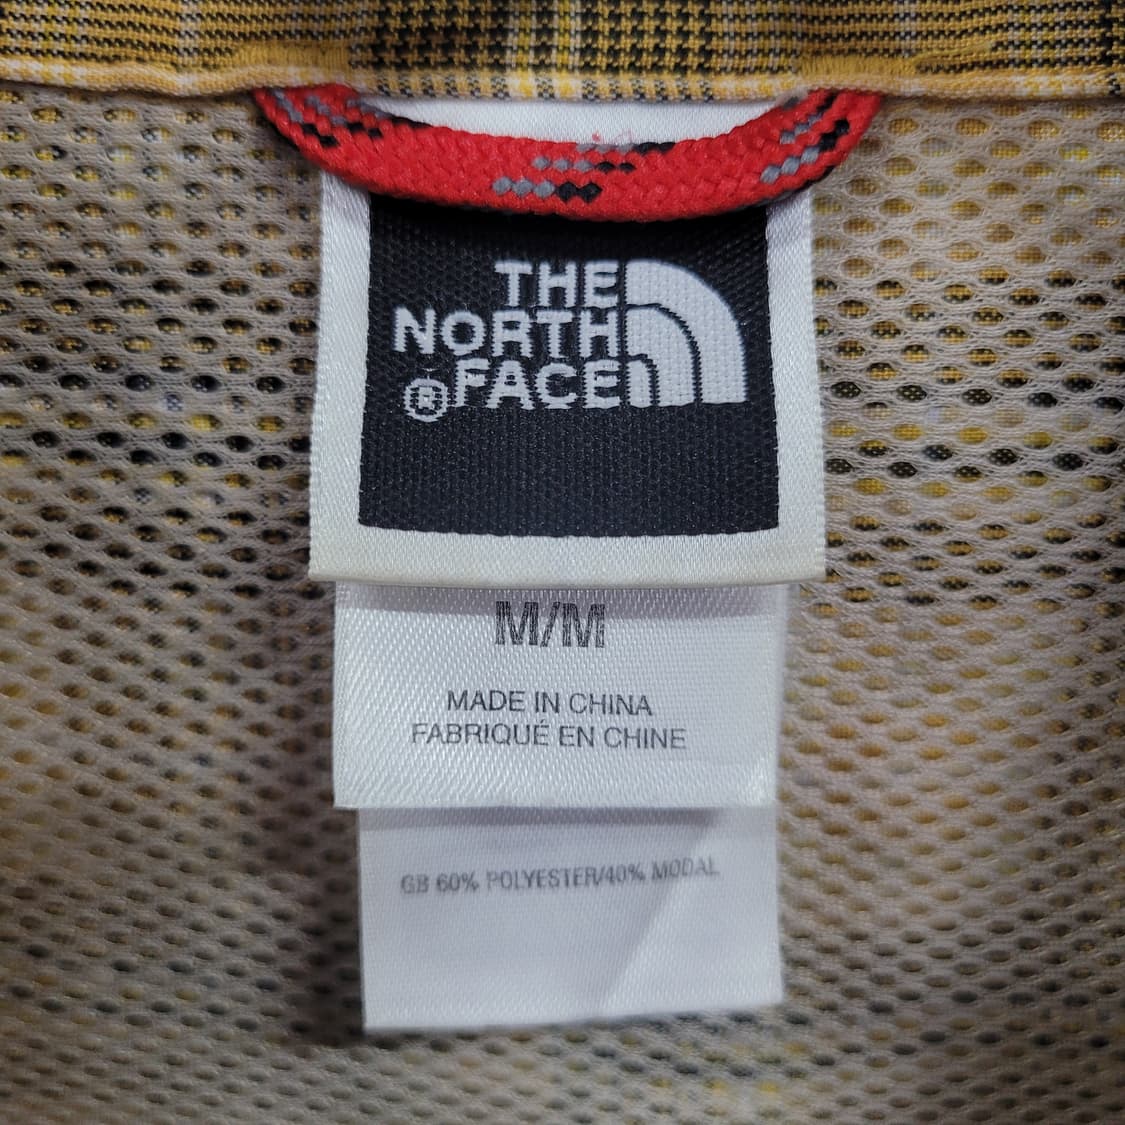 THE
NORTH
FACE
®
M/M
MADE IN CHINA
FABRIQUÉ EN CHINE
GB 60% POLYESTER/40% MODAL